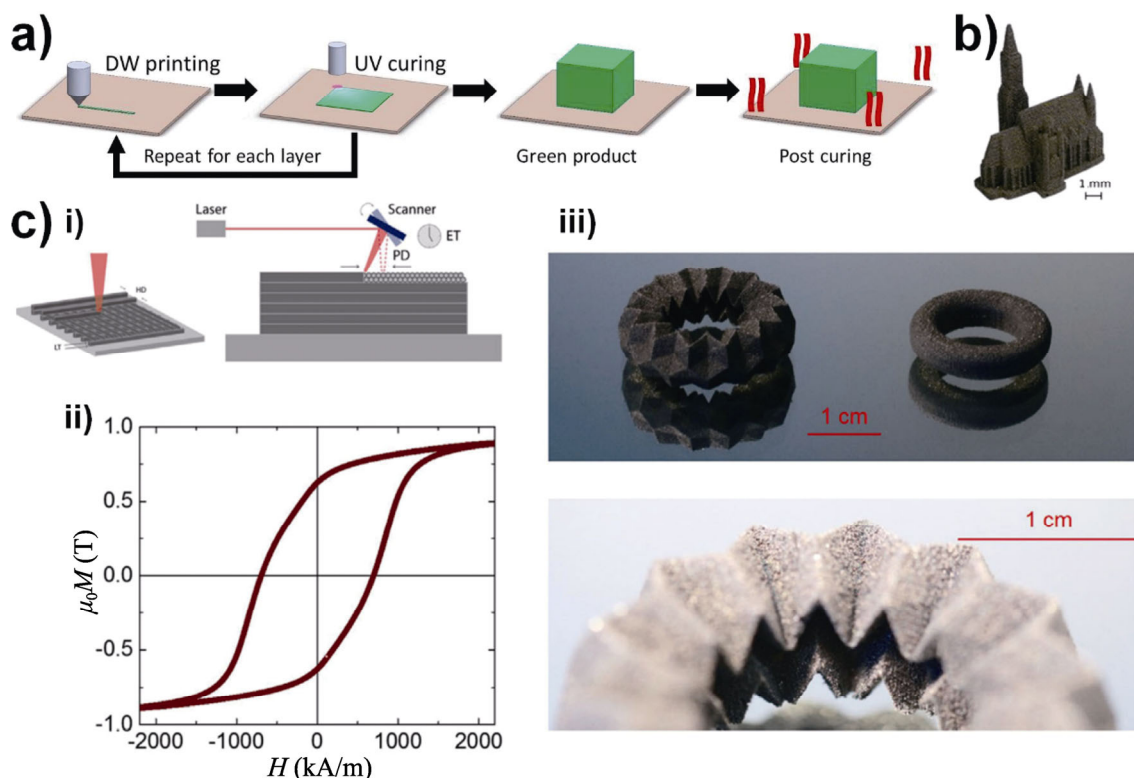 a)
DW printing
UV curing
Repeat for each layer
Green product
Post curing
b)
1 mm
c)
i)
Laser
Scanner
ET
PD
HD
LT
ii)
1.0
0.5
0.0
-0.5
-1.0
μ₀M (T)
-2000 -1000 0 1000 2000
H (kA/m)
iii)
1 cm
1 cm